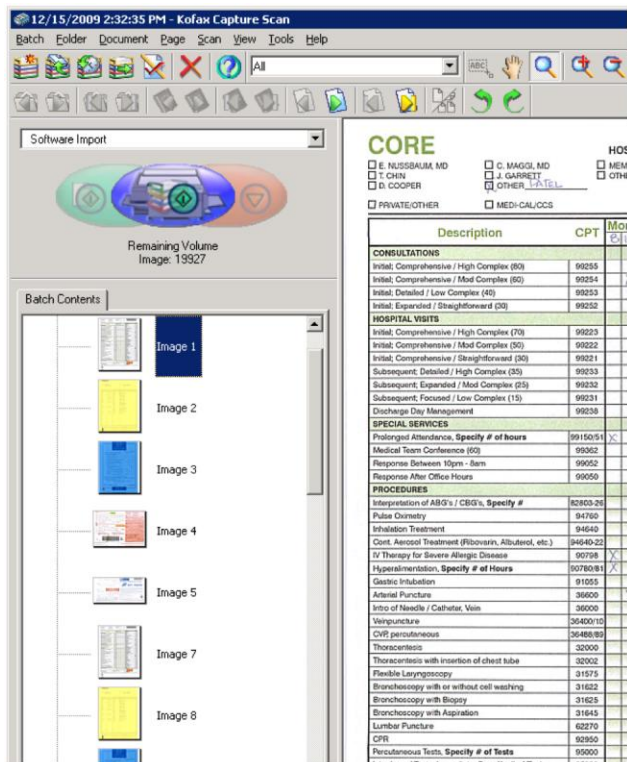 12/15/2009 2:32:35 PM - Kofax Capture Scan
Batch Folder Document Page Scan View Tools Help
All
ABC
Software Import
Remaining Volume
Image: 19927
Batch Contents
Image 1
Image 2
Image 3
Image 4
Image 5
Image 7
Image 8
CORE
HOS
E. NUSSBAUM, MD C. MAGGI, MD MEM
T. CHIN J. GARRETT OTH
D. COOPER OTHER PATEL
PRIVATE/OTHER MEDI-CAL/CCS
Description CPT Mo
CONSULTATIONS
Initial; Comprehensive / High Complex (80) 99255
Initial; Comprehensive / Mod Complex (60) 99254
Initial; Detailed / Low Complex (40) 99253
Initial; Expanded / Straightforward (30) 99252
HOSPITAL VISITS
Initial; Comprehensive / High Complex (70) 99223
Initial; Comprehensive / Mod Complex (50) 99222
Initial; Comprehensive / Straightforward (30) 99221
Subsequent; Detailed / High Complex (35) 99233
Subsequent; Expanded / Mod Complex (25) 99232
Subsequent; Focused / Low Complex (15) 99231
Discharge Day Management 99238
SPECIAL SERVICES
Prolonged Attendance, Specify # of hours 99150/51 X
Medical Team Conference (60) 99362
Response Between 10pm - 8am 99052
Response After Office Hours 99050
PROCEDURES
Interpretation of ABG's / CBG's, Specify # 82803-26
Pulse Oximetry 94760
Inhalation Treatment 94640
Cont. Aerosol Treatment (Ribovarin, Albuterol, etc.) 94640-22
IV Therapy for Severe Allergic Disease 90798 X
Hyperalimentation, Specify # of Hours 90780/81 X
Gastric Intubation 91055
Arterial Puncture 36600
Intro of Needle / Catheter, Vein 36000
Veinpuncture 36400/10
CVP, percutaneous 36488/89
Thoracentesis 32000
Thoracentesis with insertion of chest tube 32002
Flexible Laryngoscopy 31575
Bronchoscopy with or without cell washing 31622
Bronchoscopy with Biopsy 31625
Bronchoscopy with Aspiration 31645
Lumbar Puncture 62270
CPR 92950
Percutaneous Tests, Specify # of Tests 95000